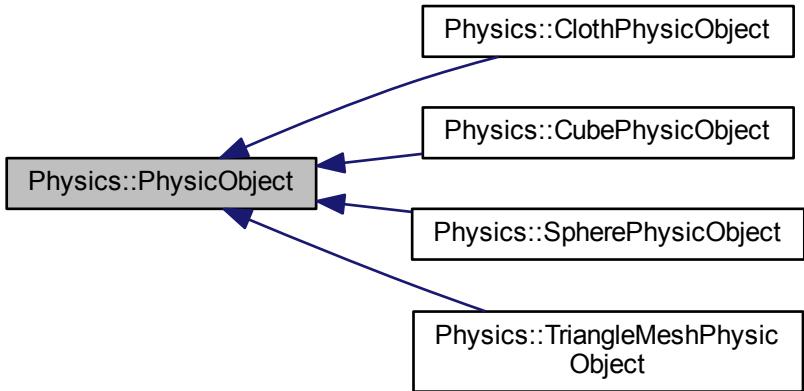 Physics::ClothPhysicObject
Physics::CubePhysicObject
Physics::PhysicObject
Physics::SpherePhysicObject
Physics::TriangleMeshPhysic
Object